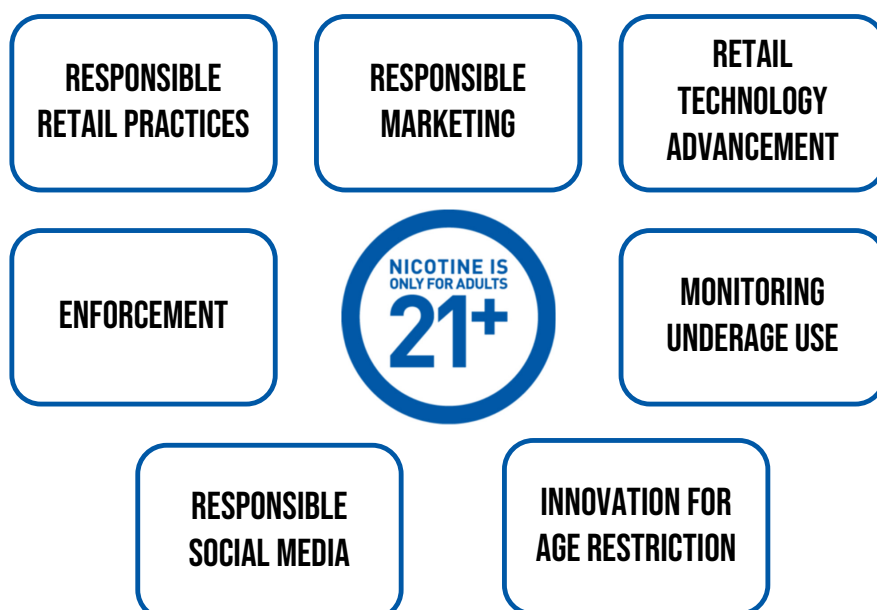 RESPONSIBLE
RETAIL PRACTICES
RESPONSIBLE
MARKETING
RETAIL
TECHNOLOGY
ADVANCEMENT
ENFORCEMENT
NICOTINE IS
ONLY FOR ADULTS
21+
MONITORING
UNDERAGE USE
RESPONSIBLE
SOCIAL MEDIA
INNOVATION FOR
AGE RESTRICTION